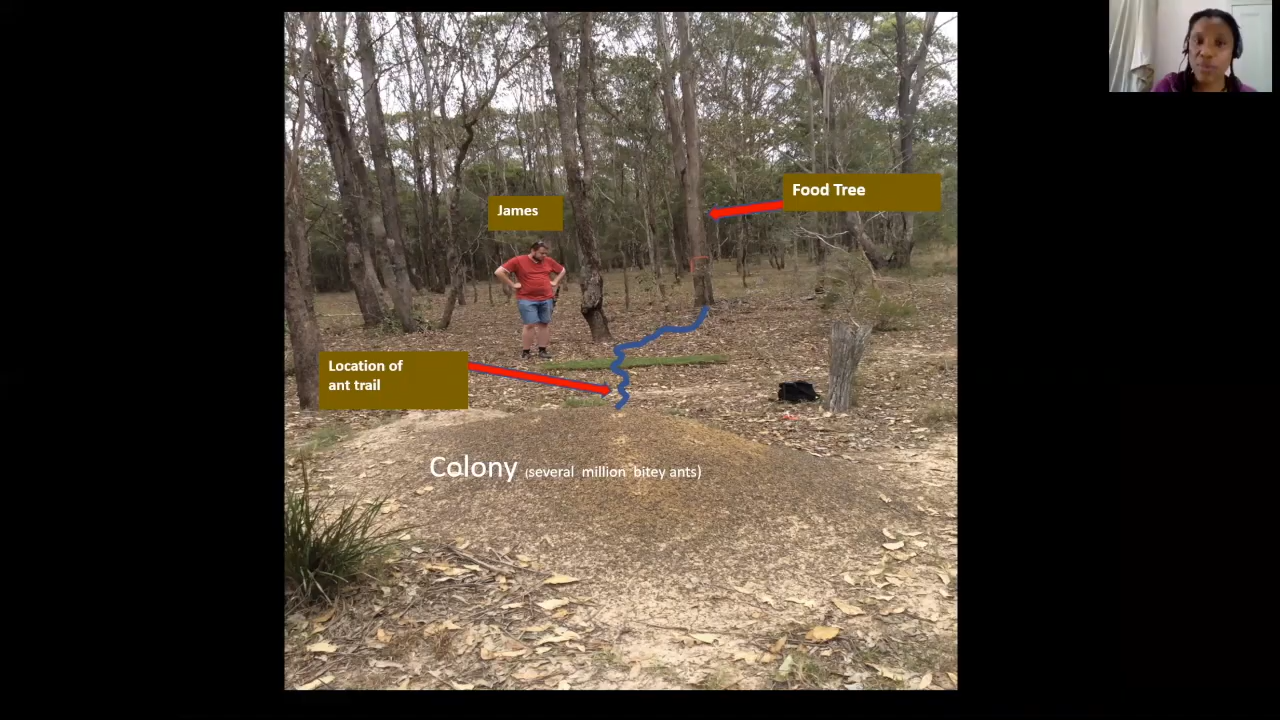 James
Food Tree
Location of
ant trail
Colony (several million bitey ants)